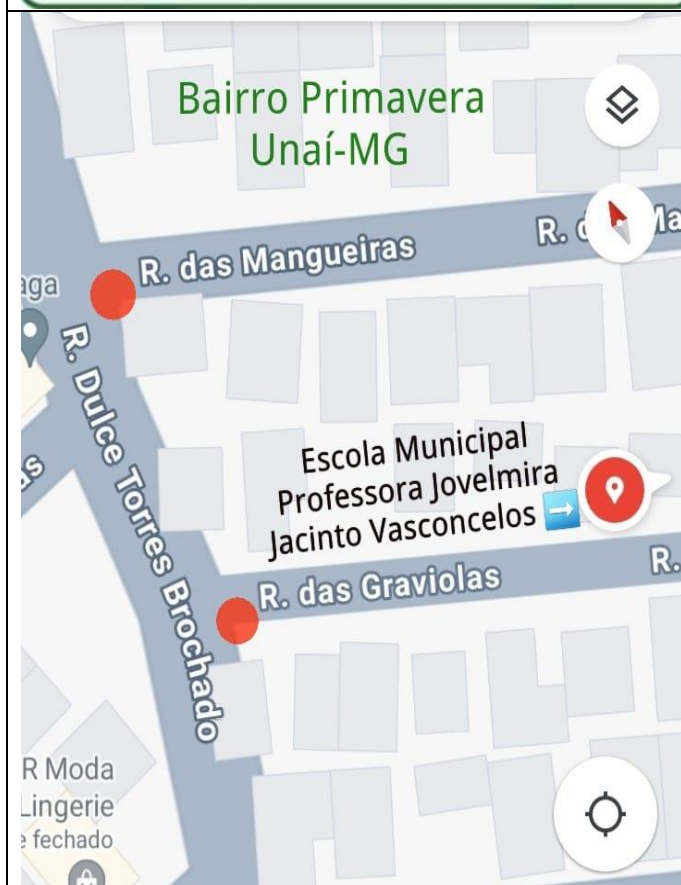 Bairro Primavera
Unaí-MG
R. das Mangueiras
R. d
aga
R. Dulce Torres Brochado
Escola Municipal
Professora Jovelmira
Jacinto Vasconcelos
R. das Graviolas
R.
R Moda
Lingerie
e fechado